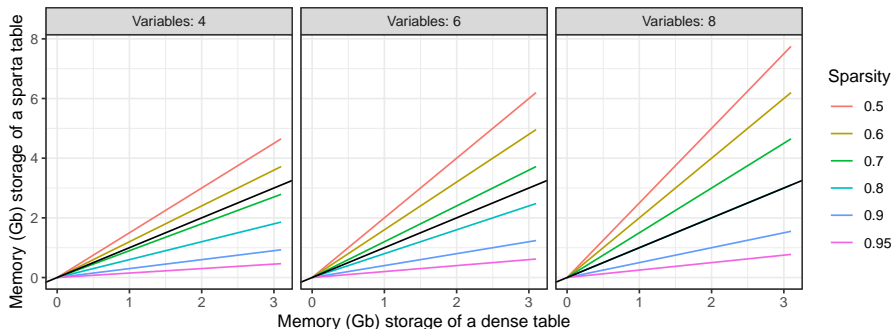 Variables: 4
Variables: 6
Variables: 8
Memory (Gb) storage of a sparta table
8
6
4
2
0
0 1 2 3
0 1 2 3
0 1 2 3
Memory (Gb) storage of a dense table
Sparsity
0.5
0.6
0.7
0.8
0.9
0.95